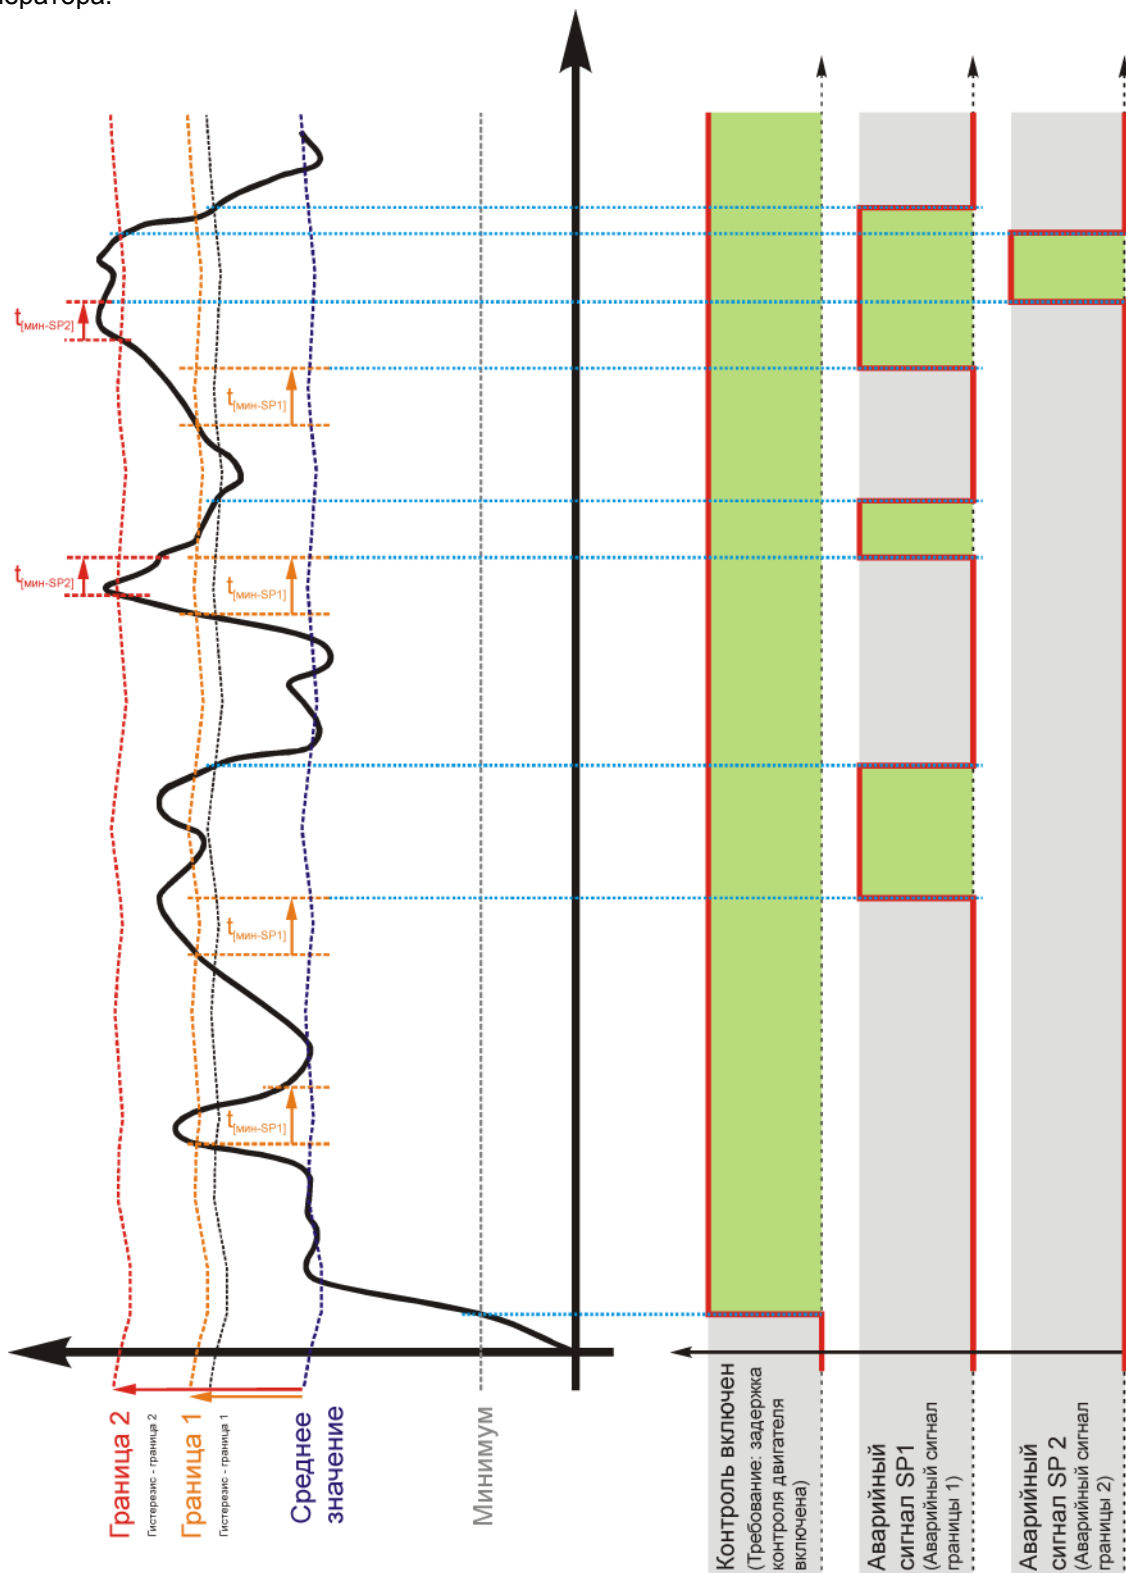 ератора.
Граница 2
Гистерезис - граница 2
Граница 1
Гистерезис - граница 1
Среднее
значение
Минимум
t[мин-SP1]
t[мин-SP1]
t[мин-SP2]
t[мин-SP1]
t[мин-SP1]
t[мин-SP2]
Контроль включен
(Требование: задержка
контроля двигателя
включена)
Аварийный
сигнал SP1
(Аварийный сигнал
границы 1)
Аварийный
сигнал SP 2
(Аварийный сигнал
границы 2)